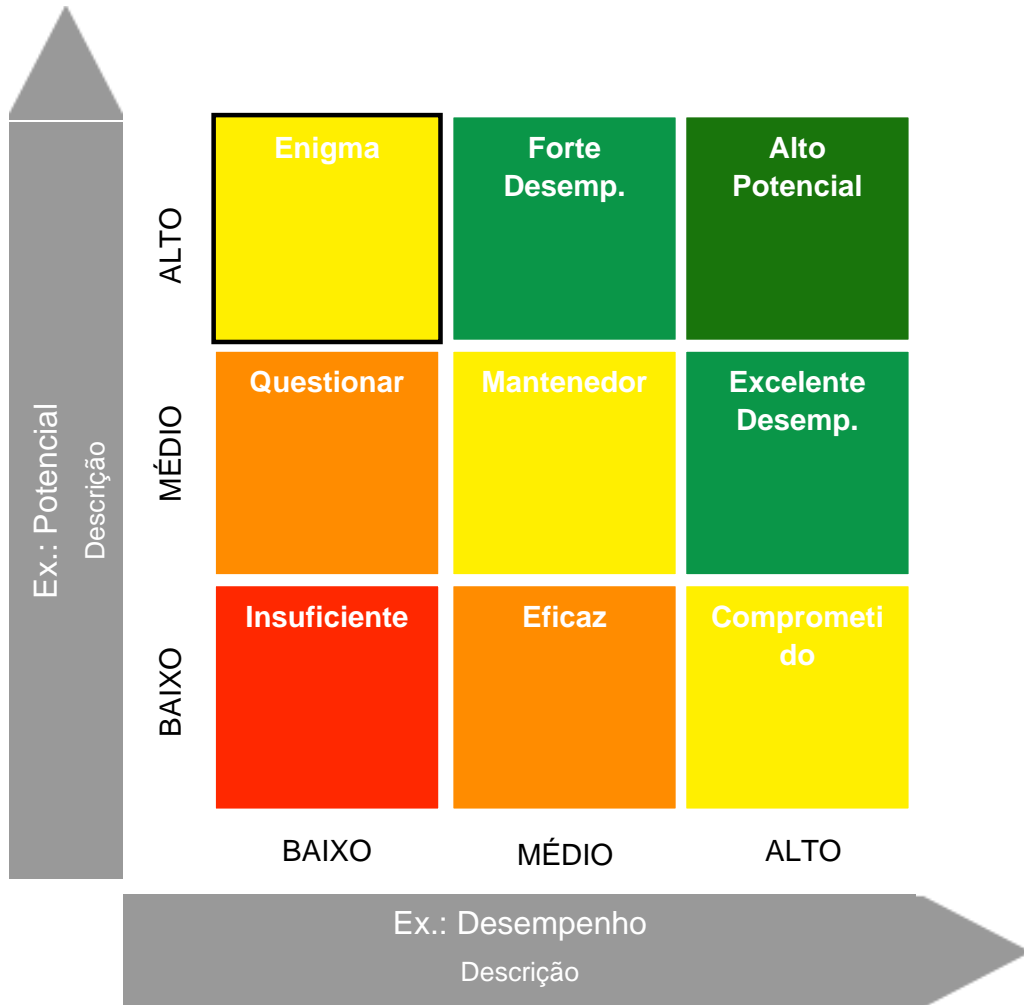 Enigma
Forte
Desemp.
Alto
Potencial
ALTO
Questionar
Mantenedor
Excelente
Desemp.
MÉDIO
Ex.: Potencial
Descrição
Insuficiente
Eficaz
Comprometi
do
BAIXO
BAIXO
MÉDIO
ALTO
Ex.: Desempenho
Descrição